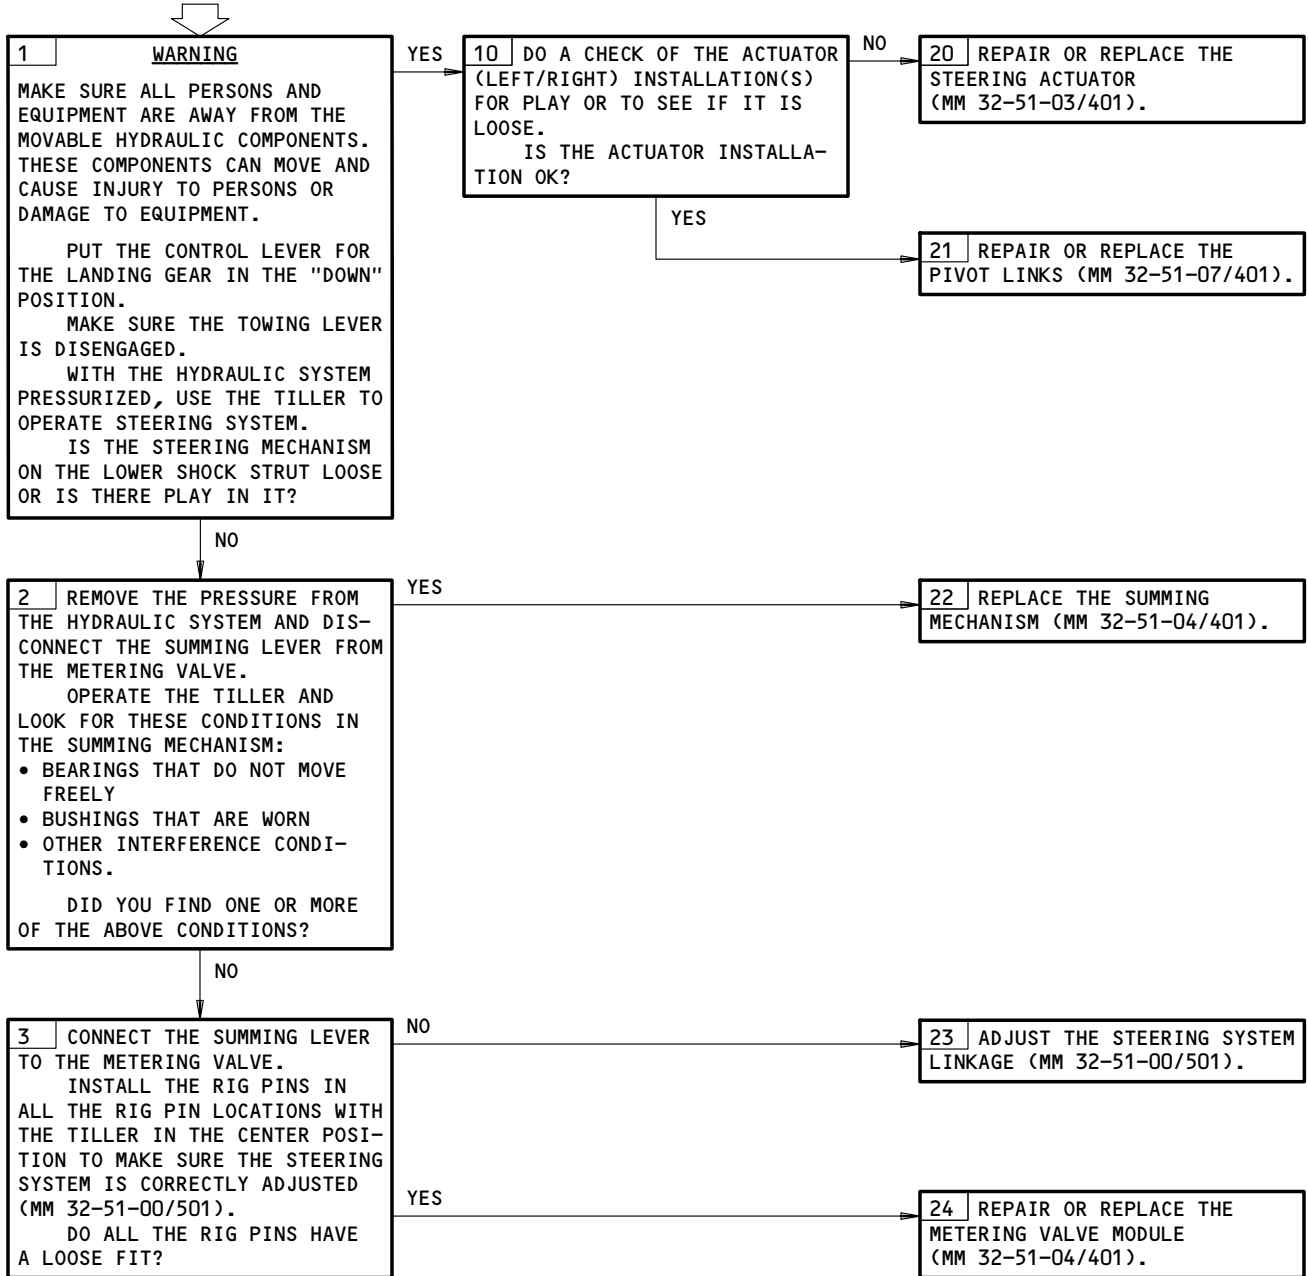 1 WARNING
MAKE SURE ALL PERSONS AND
EQUIPMENT ARE AWAY FROM THE
MOVABLE HYDRAULIC COMPONENTS.
THESE COMPONENTS CAN MOVE AND
CAUSE INJURY TO PERSONS OR
DAMAGE TO EQUIPMENT.
PUT THE CONTROL LEVER FOR
THE LANDING GEAR IN THE "DOWN"
POSITION.
MAKE SURE THE TOWING LEVER
IS DISENGAGED.
WITH THE HYDRAULIC SYSTEM
PRESSURIZED, USE THE TILLER TO
OPERATE STEERING SYSTEM.
IS THE STEERING MECHANISM
ON THE LOWER SHOCK STRUT LOOSE
OR IS THERE PLAY IN IT?
YES
10 DO A CHECK OF THE ACTUATOR
(LEFT/RIGHT) INSTALLATION(S)
FOR PLAY OR TO SEE IF IT IS
LOOSE.
IS THE ACTUATOR INSTALLA-
TION OK?
NO
20 REPAIR OR REPLACE THE
STEERING ACTUATOR
(MM 32-51-03/401).
YES
21 REPAIR OR REPLACE THE
PIVOT LINKS (MM 32-51-07/401).
NO
2 REMOVE THE PRESSURE FROM
THE HYDRAULIC SYSTEM AND DIS-
CONNECT THE SUMMING LEVER FROM
THE METERING VALVE.
OPERATE THE TILLER AND
LOOK FOR THESE CONDITIONS IN
THE SUMMING MECHANISM:
• BEARINGS THAT DO NOT MOVE
FREELY
• BUSHINGS THAT ARE WORN
• OTHER INTERFERENCE CONDI-
TIONS.
DID YOU FIND ONE OR MORE
OF THE ABOVE CONDITIONS?
YES
22 REPLACE THE SUMMING
MECHANISM (MM 32-51-04/401).
NO
3 CONNECT THE SUMMING LEVER
TO THE METERING VALVE.
INSTALL THE RIG PINS IN
ALL THE RIG PIN LOCATIONS WITH
THE TILLER IN THE CENTER POSI-
TION TO MAKE SURE THE STEERING
SYSTEM IS CORRECTLY ADJUSTED
(MM 32-51-00/501).
DO ALL THE RIG PINS HAVE
A LOOSE FIT?
NO
23 ADJUST THE STEERING SYSTEM
LINKAGE (MM 32-51-00/501).
YES
24 REPAIR OR REPLACE THE
METERING VALVE MODULE
(MM 32-51-04/401).